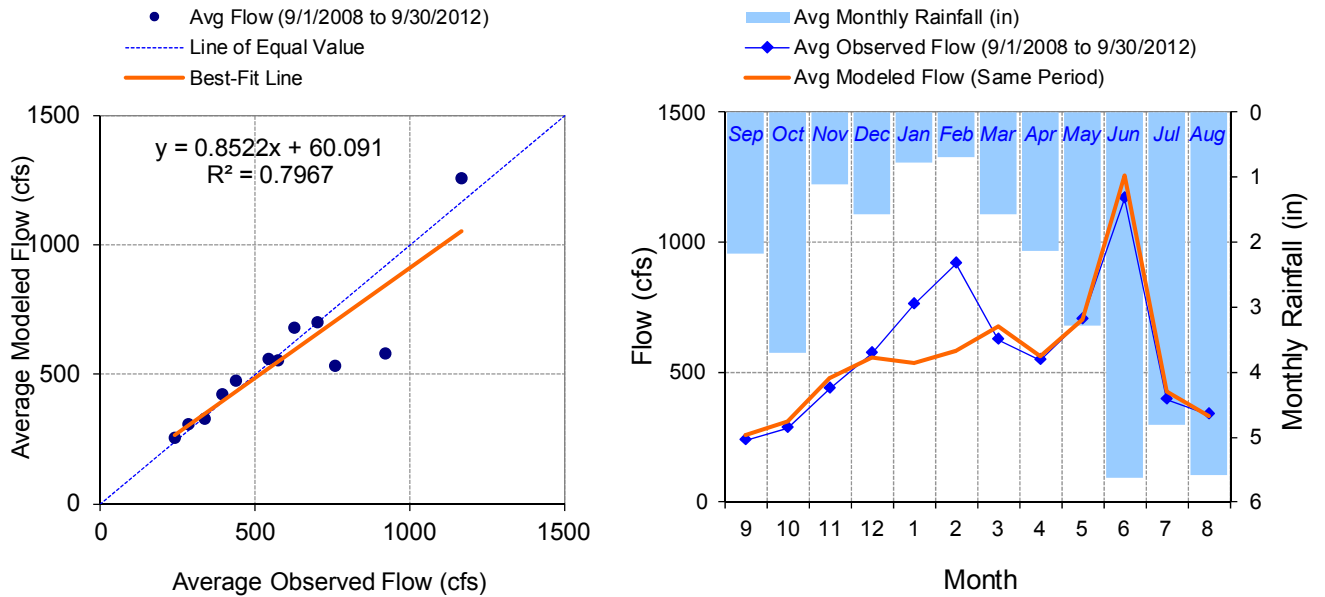 Avg Flow (9/1/2008 to 9/30/2012)
Line of Equal Value
Best-Fit Line
y = 0.8522x + 60.091
R² = 0.7967
1500
1000
500
0
0 500 1000 1500
Average Modeled Flow (cfs)
Average Observed Flow (cfs)
Avg Monthly Rainfall (in)
Avg Observed Flow (9/1/2008 to 9/30/2012)
Avg Modeled Flow (Same Period)
Sep Oct Nov Dec Jan Feb Mar Apr May Jun Jul Aug
1500
1000
500
0
Flow (cfs)
0
1
2
3
4
5
6
Monthly Rainfall (in)
9 10 11 12 1 2 3 4 5 6 7 8
Month